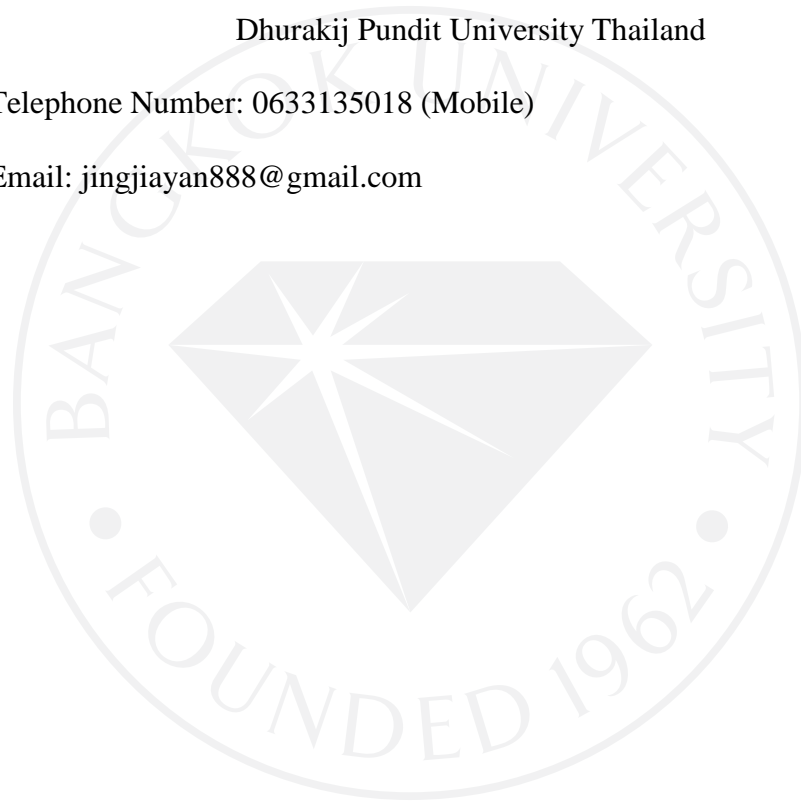 Dhurakij Pundit University Thailand
Telephone Number: 0633135018 (Mobile)
Email: jingjiayan888@gmail.com
BANGKOK UNIVERSITY
FOUNDED 1962